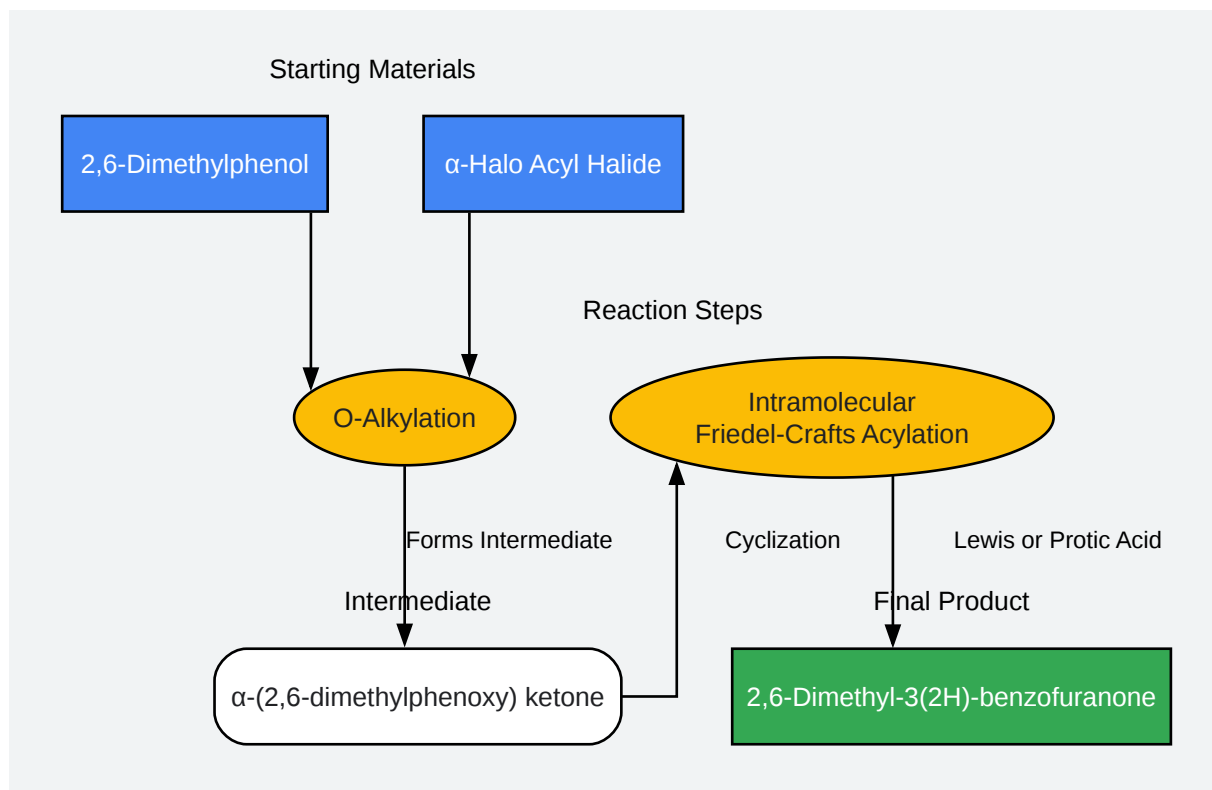 Starting Materials
2,6-Dimethylphenol
α-Halo Acyl Halide
Reaction Steps
O-Alkylation
Intramolecular
Friedel-Crafts Acylation
Forms Intermediate
Cyclization
Lewis or Protic Acid
Intermediate
Final Product
α-(2,6-dimethylphenoxy) ketone
2,6-Dimethyl-3(2H)-benzofuranone